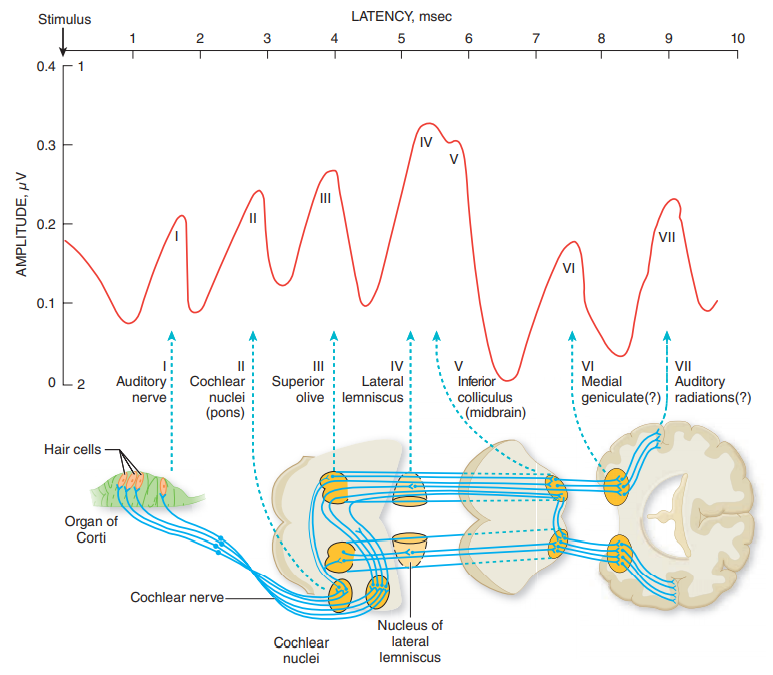 Stimulus
LATENCY, msec
1 2 3 4 5 6 7 8 9 10
AMPLITUDE, μV
0.4 1
0.3
0.2
0.1
0 2
I
II
III
IV
V
VI
VII
I
Auditory
nerve
II
Cochlear
nuclei
(pons)
III
Superior
olive
IV
Lateral
lemniscus
V
Inferior
colliculus
(midbrain)
VI
Medial
geniculate(?)
VII
Auditory
radiations(?)
Hair cells
Organ of
Corti
Cochlear nerve
Cochlear
nuclei
Nucleus of
lateral
lemniscus